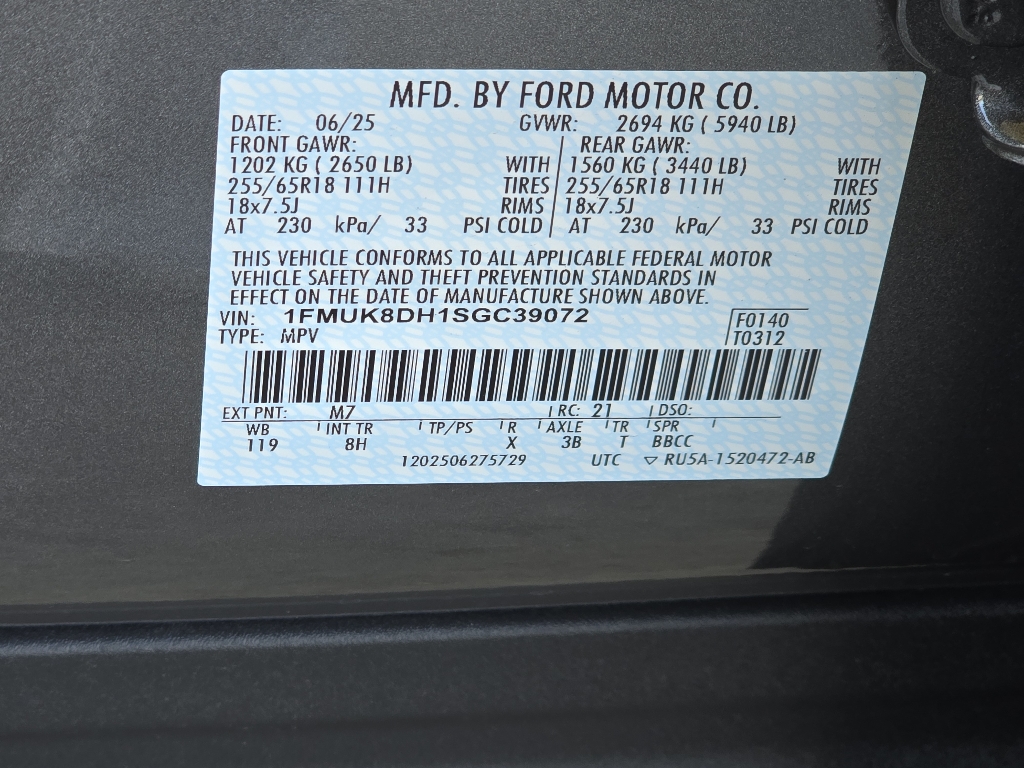 MFD. BY FORD MOTOR CO.
DATE: 06/25 GVWR: 2694 KG ( 5940 LB)
FRONT GAWR: REAR GAWR:
1202 KG ( 2650 LB) WITH 1560 KG ( 3440 LB) WITH
255/65R18 111H TIRES 255/65R18 111H TIRES
18x7.5J RIMS 18x7.5J RIMS
AT 230 kPa/ 33 PSI COLD AT 230 kPa/ 33 PSI COLD
THIS VEHICLE CONFORMS TO ALL APPLICABLE FEDERAL MOTOR
VEHICLE SAFETY AND THEFT PREVENTION STANDARDS IN
EFFECT ON THE DATE OF MANUFACTURE SHOWN ABOVE.
VIN: 1FMUK8DH1SGC39072 F0140
TYPE: MPV T0312
EXT PNT: M7 RC: 21 DSO:
WB INT TR TP/PS R AXLE TR SPR
119 8H X 3B T BBCC
1202506275729 UTC ▽ RU5A-1520472-AB